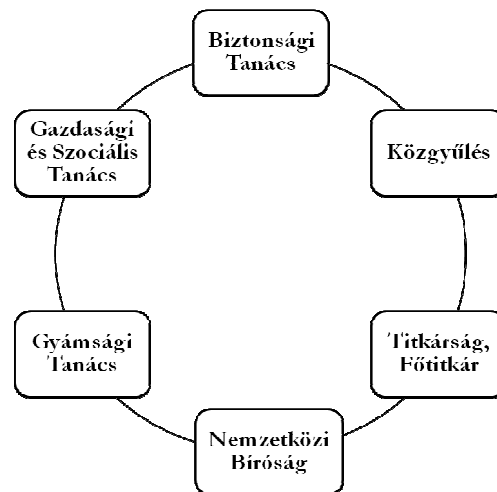 Biztonsági
Tanács
Közgyűlés
Titkárság,
Főtitkár
Nemzetközi
Bíróság
Gyámsági
Tanács
Gazdasági
és Szociális
Tanács